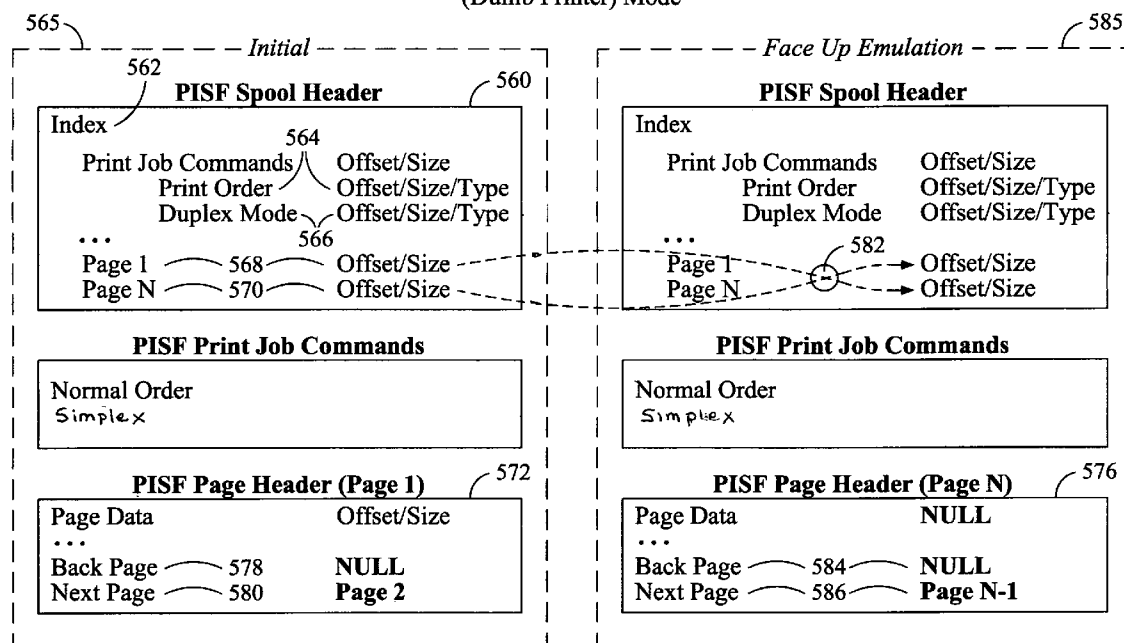 (Dumb Printer) Mode
565
Initial
562
PISF Spool Header
560
Index
564
Print Job Commands Offset/Size
Print Order Offset/Size/Type
Duplex Mode Offset/Size/Type
566
...
Page 1 568 Offset/Size
Page N 570 Offset/Size
PISF Print Job Commands
Normal Order
Simplex
572
PISF Page Header (Page 1)
Page Data Offset/Size
...
Back Page 578 NULL
Next Page 580 Page 2
585
Face Up Emulation
PISF Spool Header
Index
Print Job Commands Offset/Size
Print Order Offset/Size/Type
Duplex Mode Offset/Size/Type
...
582
Page 1 Offset/Size
Page N Offset/Size
PISF Print Job Commands
Normal Order
Simplex
576
PISF Page Header (Page N)
Page Data NULL
...
Back Page 584 NULL
Next Page 586 Page N-1